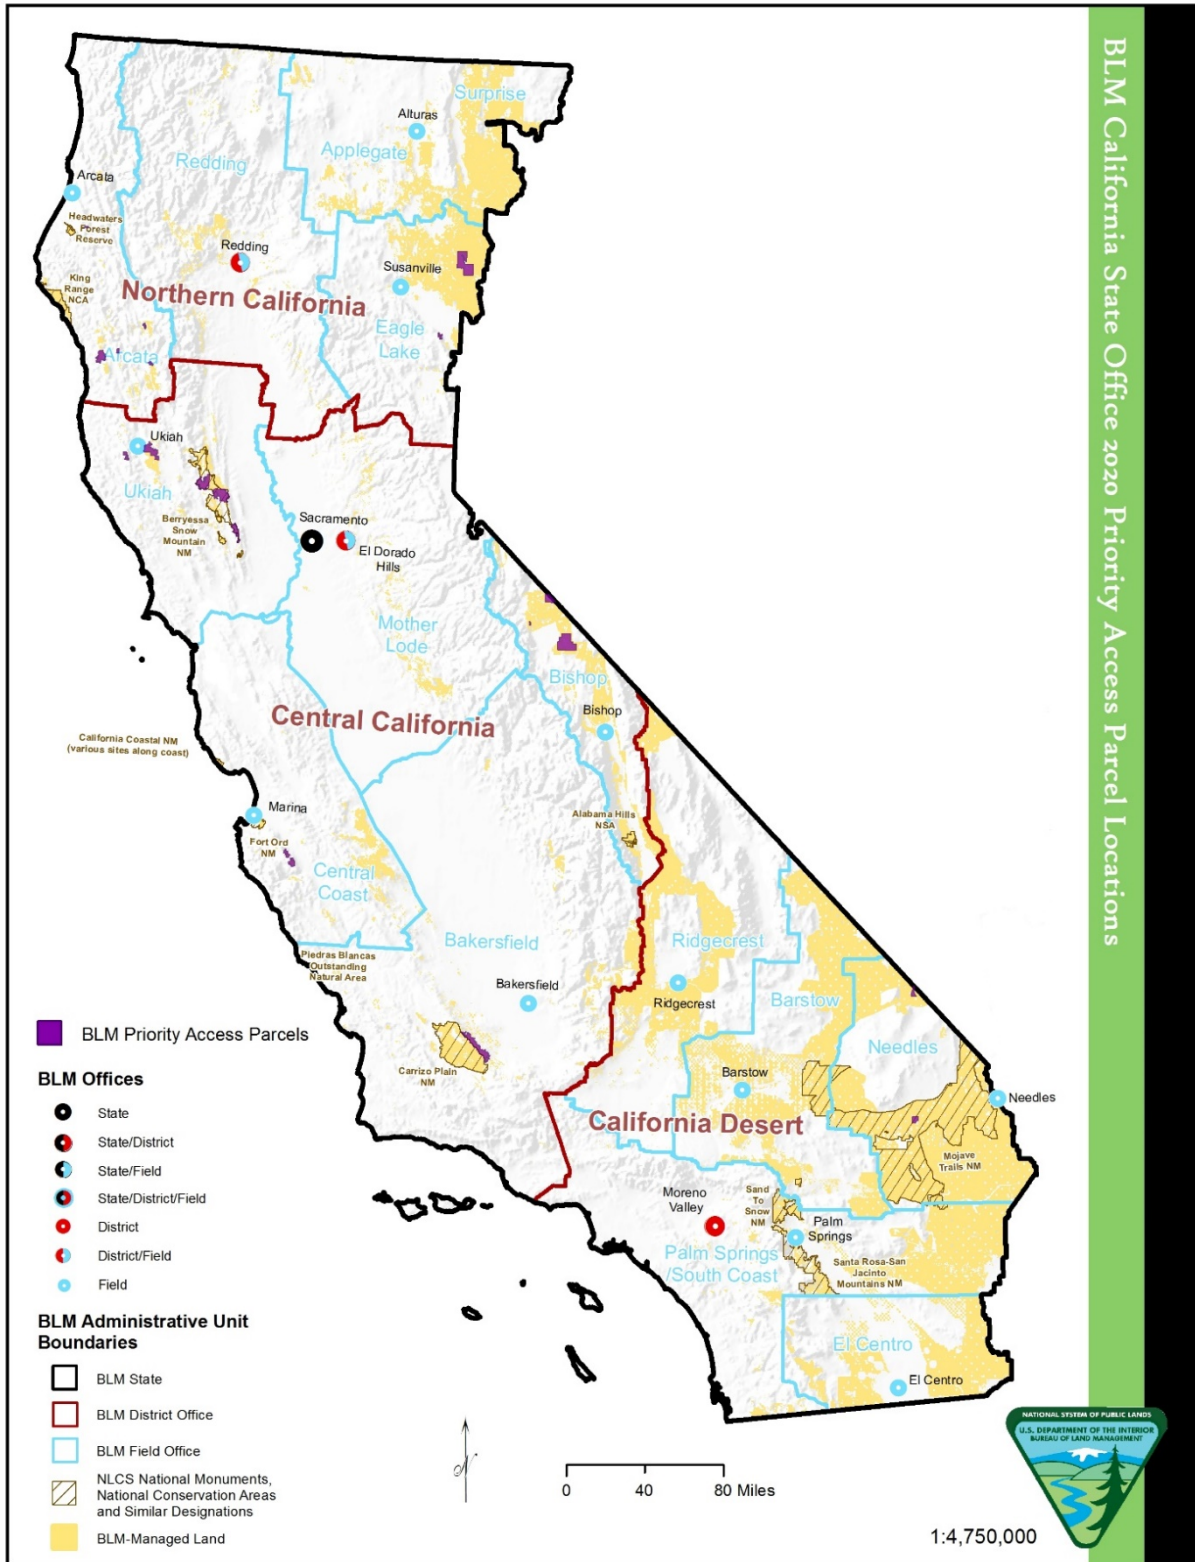 BLM California State Office 2020 Priority Access Parcel Locations
Surprise
Alturas
Applegate
Redding
Arcata
Headwaters
Forest
Reserve
Redding
Susanville
King
Range
NCA
Northern California
Eagle
Lake
Arcata
Ukiah
Ukiah
Berryessa
Snow
Mountain
NM
Sacramento
El Dorado
Hills
Mother
Lode
Bishop
Bishop
Central California
California Coastal NM
(various sites along coast)
Marina
Fort Ord
NM
Alabama Hills
NSA
Central
Coast
Bakersfield
Ridgecrest
Piedras Blancas
Outstanding
Natural Area
Bakersfield
Ridgecrest
Barstow
Needles
Carrizo Plain
NM
Barstow
Needles
California Desert
Mojave
Trails NM
Moreno
Valley
Sand
To
Snow
NM
Palm
Springs
Palm Springs
/South Coast
Santa Rosa-San
Jacinto
Mountains NM
El Centro
El Centro
BLM Priority Access Parcels
BLM Offices
State
State/District
State/Field
State/District/Field
District
District/Field
Field
BLM Administrative Unit
Boundaries
BLM State
BLM District Office
BLM Field Office
NLCS National Monuments,
National Conservation Areas
and Similar Designations
BLM-Managed Land
N
0 40 80 Miles
1:4,750,000
NATIONAL SYSTEM OF PUBLIC LANDS
U.S. DEPARTMENT OF THE INTERIOR
BUREAU OF LAND MANAGEMENT